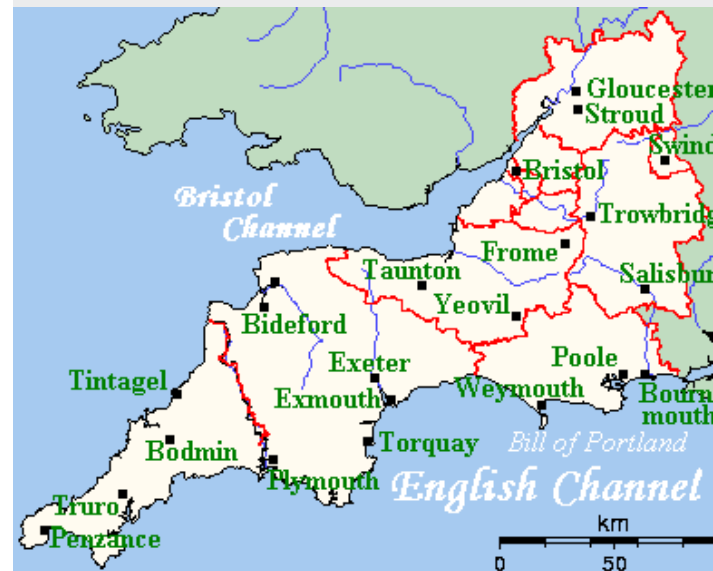 Gloucester
Stroud
Swind
Bristol
Bristol
Channel
Trowbridg
Frome
Taunton
Salisbur
Yeovil
Bideford
Exeter
Poole
Tintagel
Exmouth
Weymouth
Bourn
mouth
Bodmin
Torquay
Bill of Portland
Plymouth
English Channel
Truro
Penzance
km
0
50